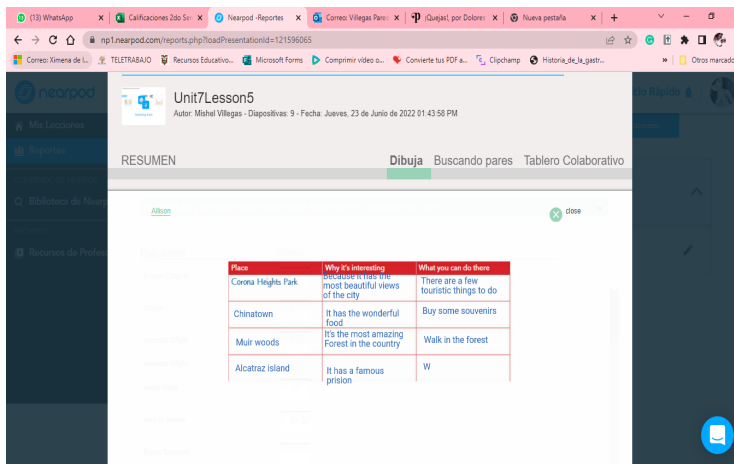 (13) WhatsApp
Calificaciones 2do Se
Nearpod -Reportes
Correo: Villegas Pared
¡Quejas!, por Dolores
Nueva pestaña
np1.nearpod.com/reports.php?loadPresentationId=121596065
Correo: Ximena de l...
TELETRABAJO
Recursos Educativo...
Microsoft Forms
Comprimir vídeo o...
Convierte tus PDF a...
Clipchamp
Historia_de_la_gastr...
Otros marcado
nearpod
Unit7Lesson5
Autor: Mishel Villegas - Diapositivas: 9 - Fecha: Jueves, 23 de Junio de 2022 01:43:58 PM
Mis Lecciones
Reportes
RESUMEN
Dibuja
Buscando pares
Tablero Colaborativo
Biblioteca de Nearp
Allison
close
Recursos de Profes
Place
Why it's interesting
What you can do there
Corona Heights Park
Because it has the
most beautiful views
of the city
There are a few
touristic things to do
Chinatown
It has the wonderful
food
Buy some souvenirs
Muir woods
It's the most amazing
Forest in the country
Walk in the forest
Alcatraz island
It has a famous
prision
W